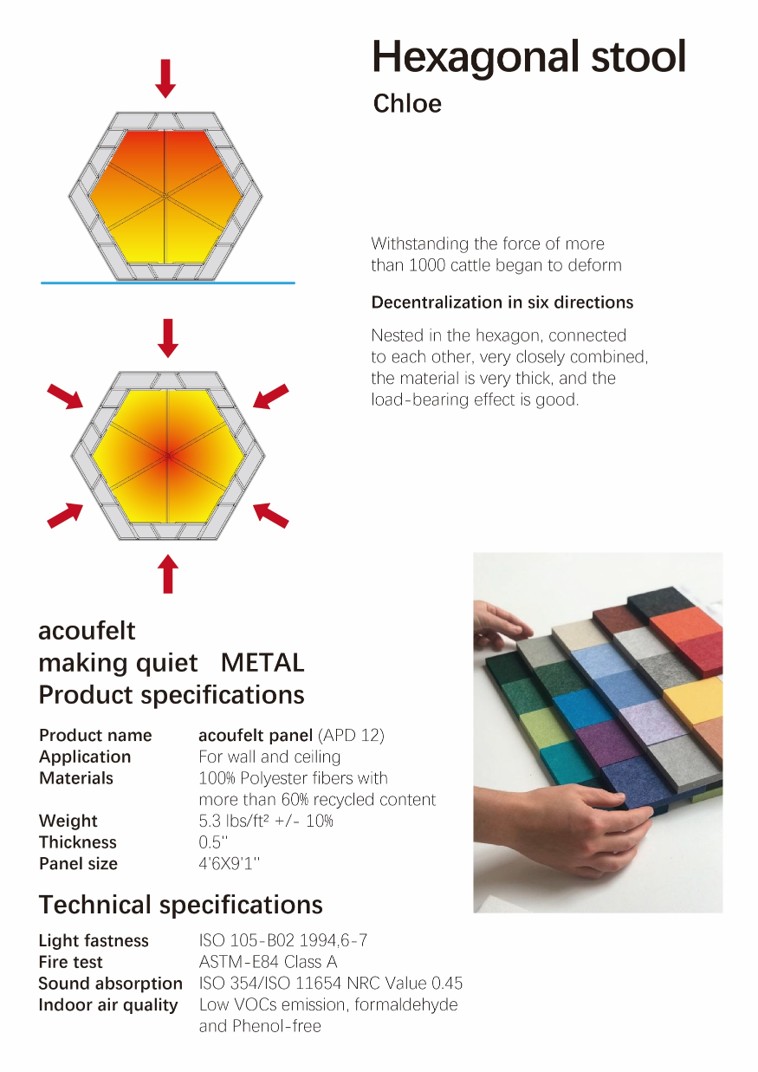 Hexagonal stool
Chloe
Withstanding the force of more
than 1000 cattle began to deform
Decentralization in six directions
Nested in the hexagon, connected
to each other, very closely combined,
the material is very thick, and the
load-bearing effect is good.
acoufelt
making quiet METAL
Product specifications
Product name acoufelt panel (APD 12)
Application For wall and ceiling
Materials 100% Polyester fibers with
more than 60% recycled content
Weight 5.3 lbs/ft² +/- 10%
Thickness 0.5''
Panel size 4'6X9'1''
Technical specifications
Light fastness ISO 105-B02 1994,6-7
Fire test ASTM-E84 Class A
Sound absorption ISO 354/ISO 11654 NRC Value 0.45
Indoor air quality Low VOCs emission, formaldehyde
and Phenol-free